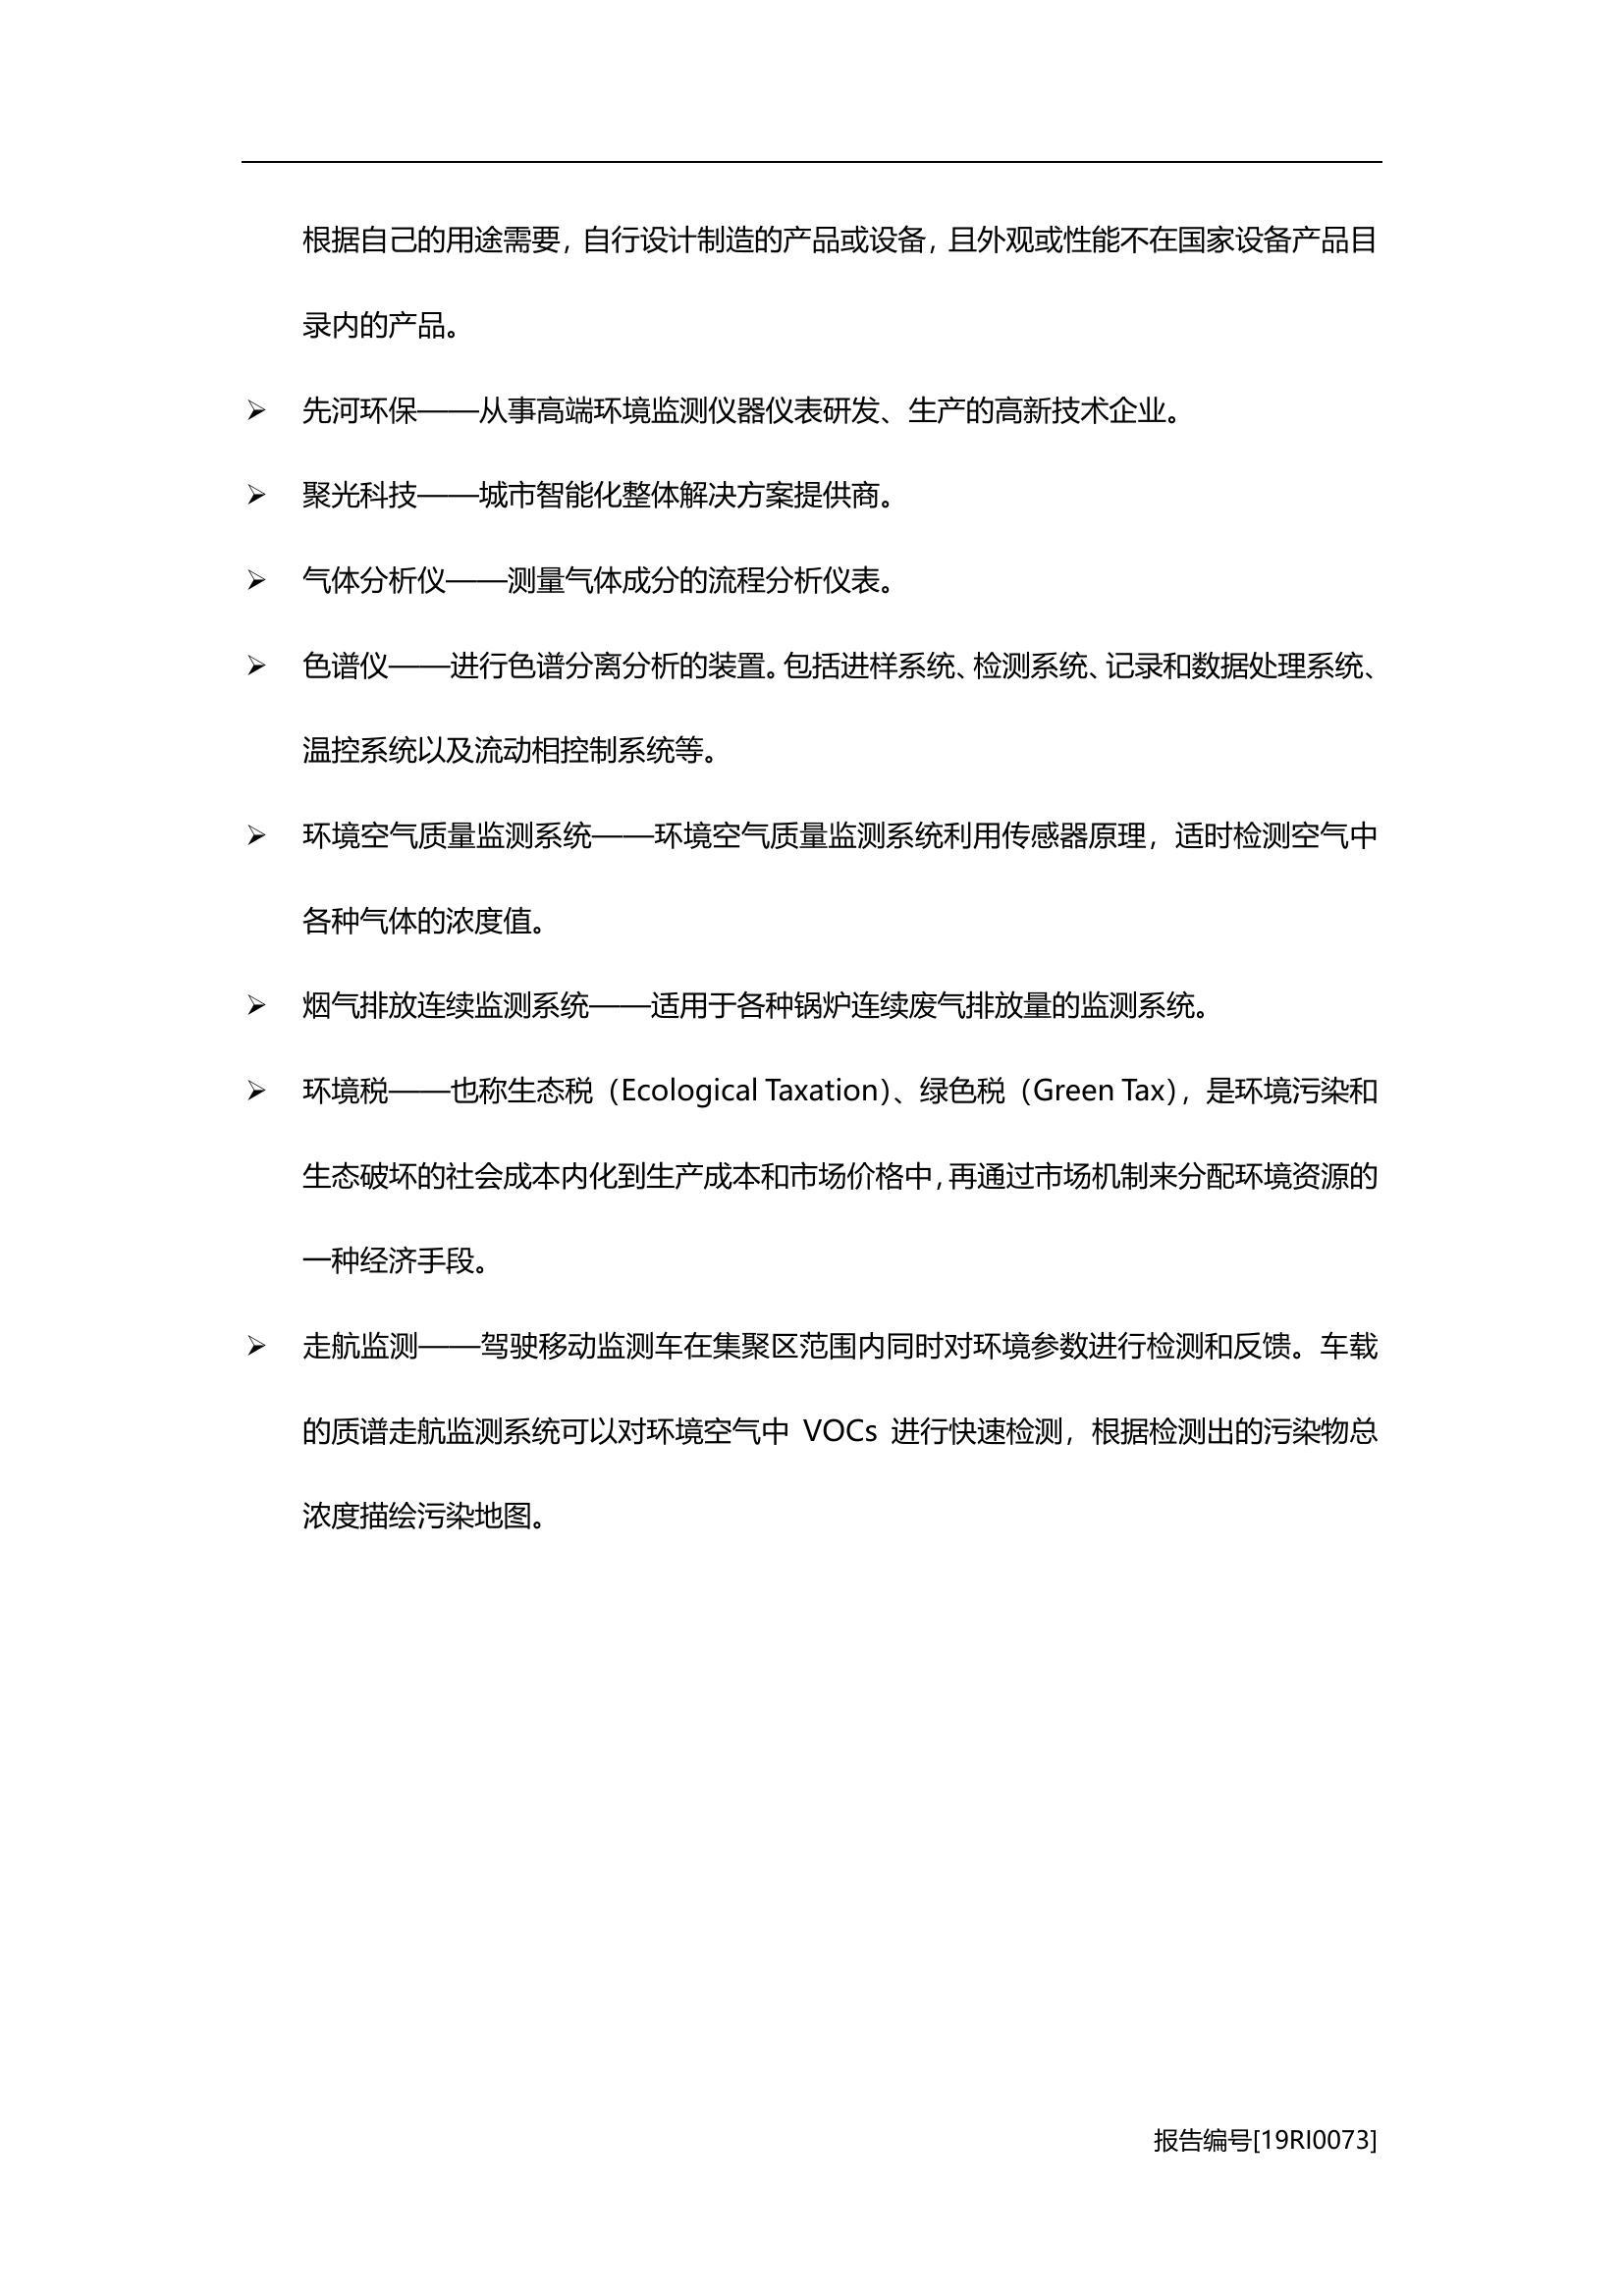 根据自己的用途需要，自行设计制造的产品或设备，且外观或性能不在国家设备产品目
录内的产品。
➢ 先河环保——从事高端环境监测仪器仪表研发、生产的高新技术企业。
➢ 聚光科技——城市智能化整体解决方案提供商。
➢ 气体分析仪——测量气体成分的流程分析仪表。
➢ 色谱仪——进行色谱分离分析的装置。包括进样系统、检测系统、记录和数据处理系统、
温控系统以及流动相控制系统等。
➢ 环境空气质量监测系统——环境空气质量监测系统利用传感器原理，适时检测空气中
各种气体的浓度值。
➢ 烟气排放连续监测系统——适用于各种锅炉连续废气排放量的监测系统。
➢ 环境税——也称生态税（Ecological Taxation）、绿色税（Green Tax），是环境污染和
生态破坏的社会成本内化到生产成本和市场价格中，再通过市场机制来分配环境资源的
一种经济手段。
➢ 走航监测——驾驶移动监测车在集聚区范围内同时对环境参数进行检测和反馈。车载
的质谱走航监测系统可以对环境空气中 VOCs 进行快速检测，根据检测出的污染物总
浓度描绘污染地图。
报告编号[19RI0073]